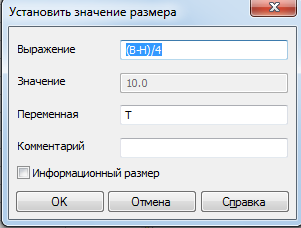 Установить значение размера
Выражение (B-H)/4
Значение 10.0
Переменная T
Комментарий
Информационный размер
OK Отмена Справка